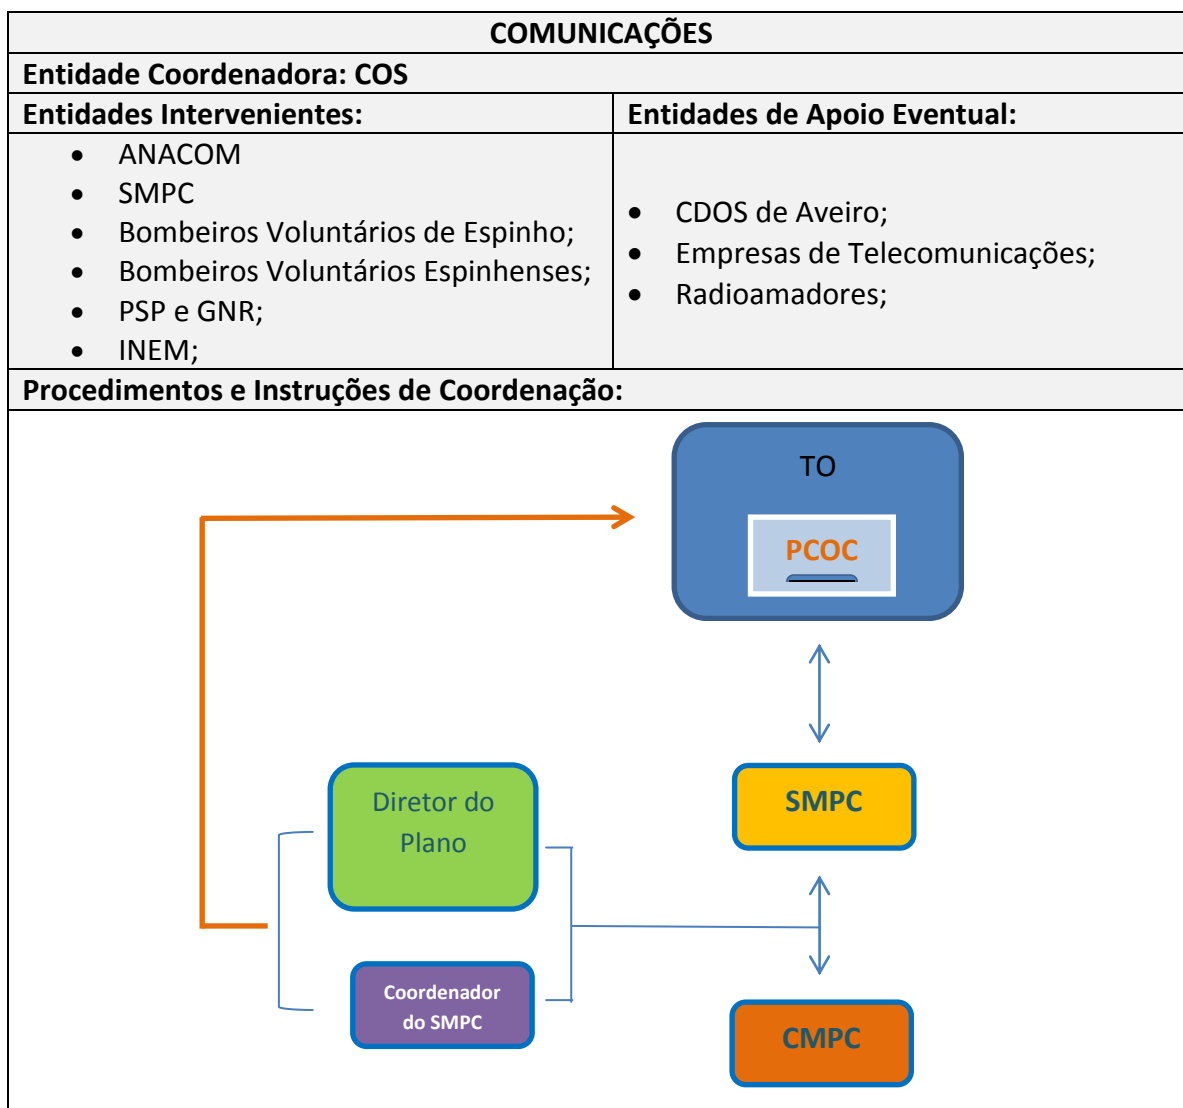 COMUNICAÇÕES
Entidade Coordenadora: COS
Entidades Intervenientes:
• ANACOM
• SMPC
• Bombeiros Voluntários de Espinho;
• Bombeiros Voluntários Espinhenses;
• PSP e GNR;
• INEM;
Entidades de Apoio Eventual:
• CDOS de Aveiro;
• Empresas de Telecomunicações;
• Radioamadores;
Procedimentos e Instruções de Coordenação:
TO
PCOC
Diretor do
Plano
SMPC
Coordenador
do SMPC
CMPC